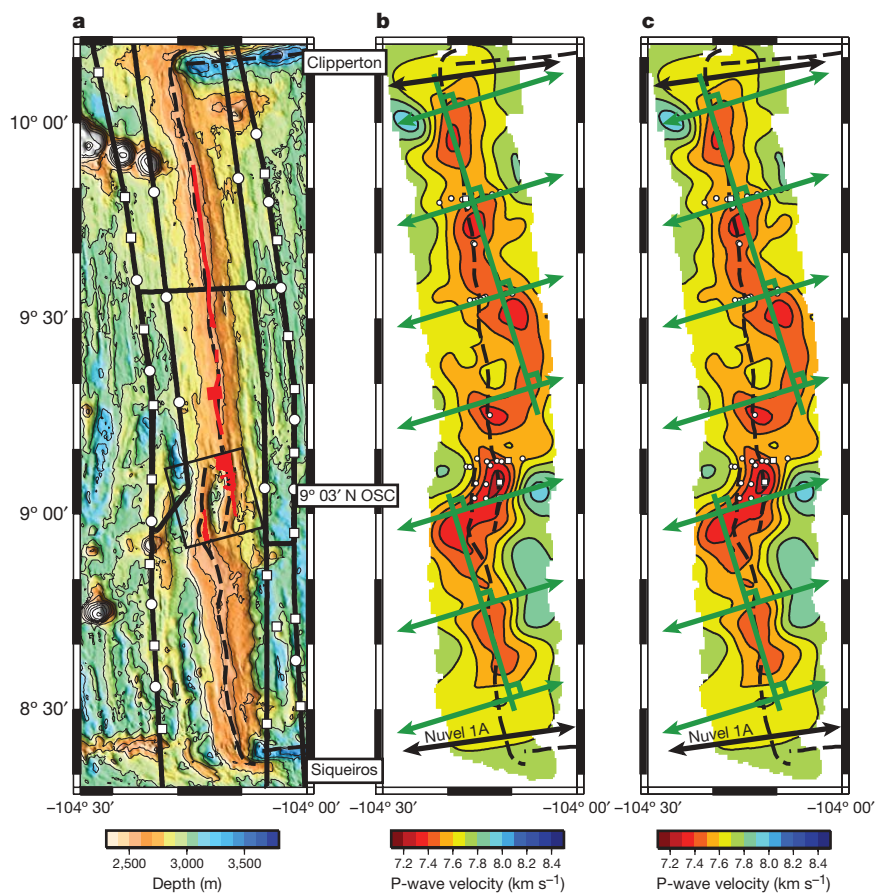 a
b
c
Clipperton
10° 00′
9° 30′
9° 03′ N OSC
9° 00′
8° 30′
Nuvel 1A
Nuvel 1A
Siqueiros
–104° 30′
–104° 00′
–104° 30′
–104° 00′
–104° 30′
–104° 00′
2,500 3,000 3,500
Depth (m)
7.2 7.4 7.6 7.8 8.0 8.2 8.4
P-wave velocity (km s⁻¹)
7.2 7.4 7.6 7.8 8.0 8.2 8.4
P-wave velocity (km s⁻¹)